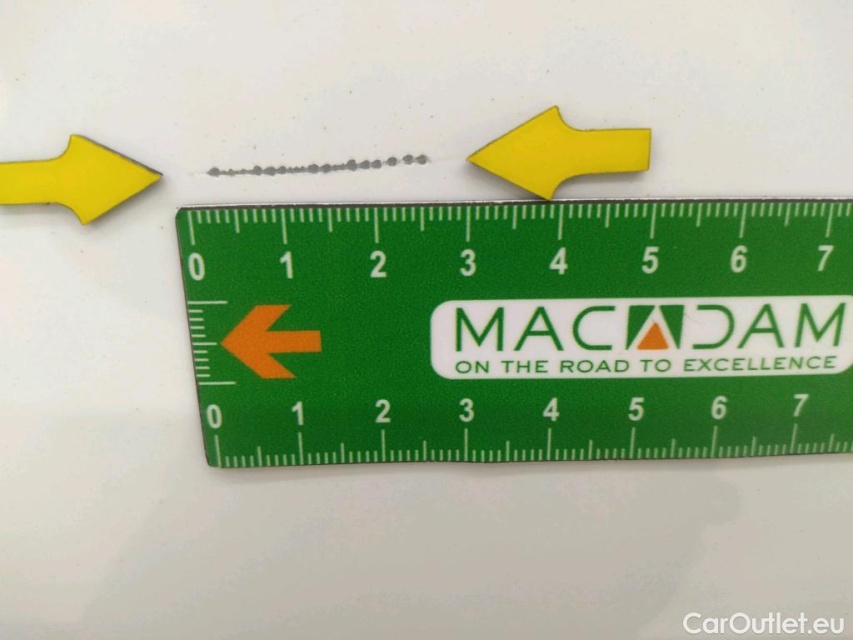 0 1 2 3 4 5 6 7
MACADAM
ON THE ROAD TO EXCELLENCE
0 1 2 3 4 5 6 7
CarOutlet.eu